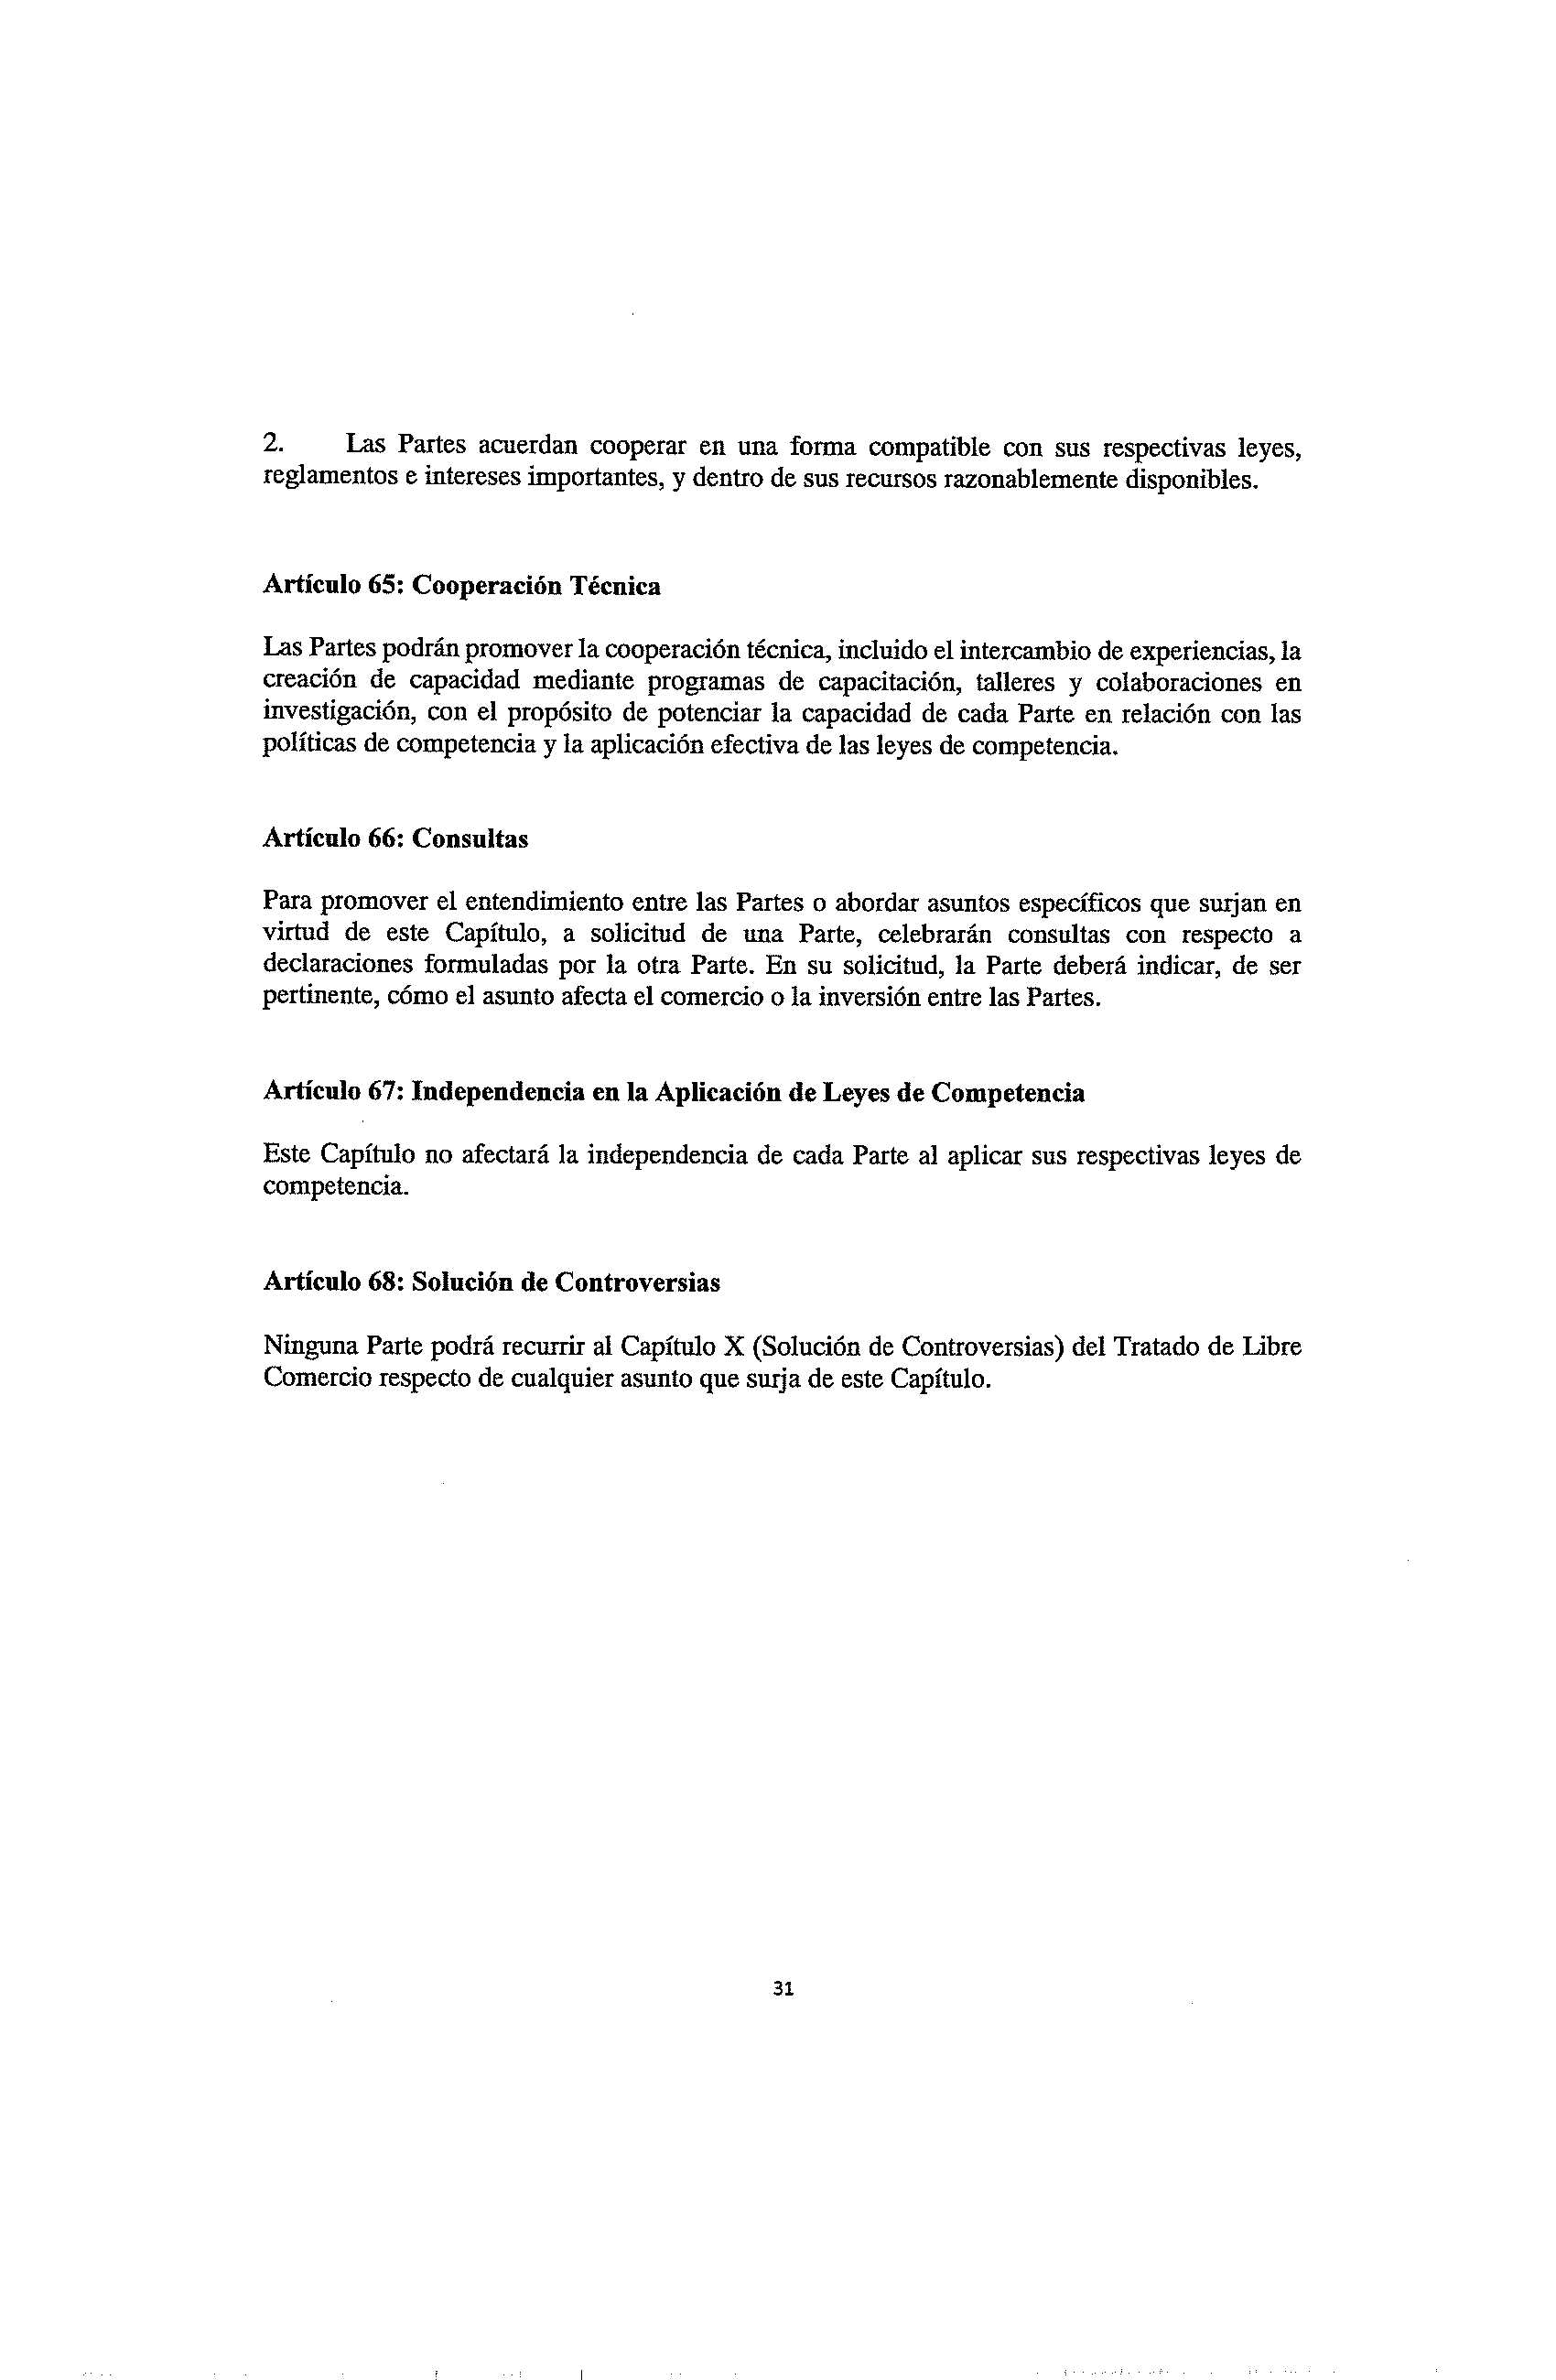 2. Las Partes acuerdan cooperar en una forma compatible con sus respectivas leyes,
reglamentos e intereses importantes, y dentro de sus recursos razonablemente disponibles.
Artículo 65: Cooperación Técnica
Las Partes podrán promover la cooperación técnica, incluido el intercambio de experiencias, la
creación de capacidad mediante programas de capacitación, talleres y colaboraciones en
investigación, con el propósito de potenciar la capacidad de cada Parte en relación con las
políticas de competencia y la aplicación efectiva de las leyes de competencia.
Artículo 66: Consultas
Para promover el entendimiento entre las Partes o abordar asuntos específicos que surjan en
virtud de este Capítulo, a solicitud de una Parte, celebrarán consultas con respecto a
declaraciones formuladas por la otra Parte. En su solicitud, la Parte deberá indicar, de ser
pertinente, cómo el asunto afecta el comercio o la inversión entre las Partes.
Artículo 67: Independencia en la Aplicación de Leyes de Competencia
Este Capítulo no afectará la independencia de cada Parte al aplicar sus respectivas leyes de
competencia.
Artículo 68: Solución de Controversias
Ninguna Parte podrá recurrir al Capítulo X (Solución de Controversias) del Tratado de Libre
Comercio respecto de cualquier asunto que surja de este Capítulo.
31